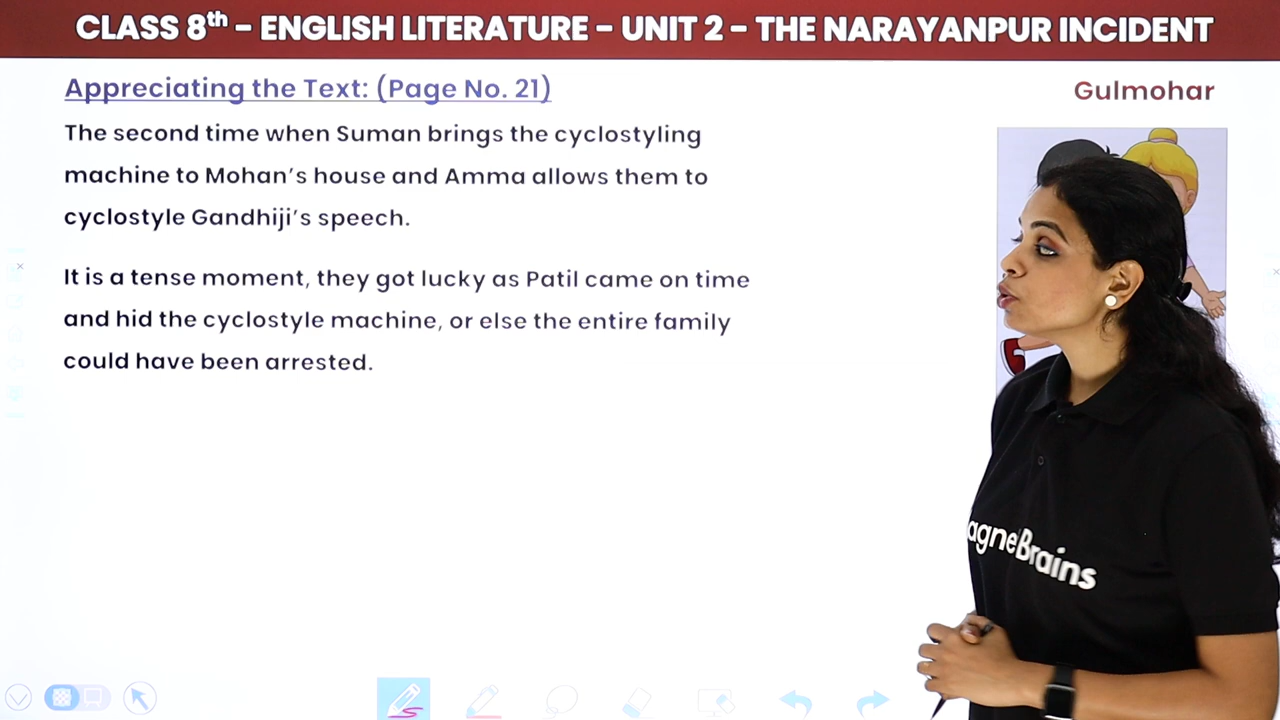 CLASS 8th – ENGLISH LITERATURE – UNIT 2 – THE NARAYANPUR INCIDENT
Appreciating the Text: (Page No. 21)
Gulmohar
The second time when Suman brings the cyclostyling
machine to Mohan's house and Amma allows them to
cyclostyle Gandhiji's speech.
It is a tense moment, they got lucky as Patil came on time
and hid the cyclostyle machine, or else the entire family
could have been arrested.
agneBrains